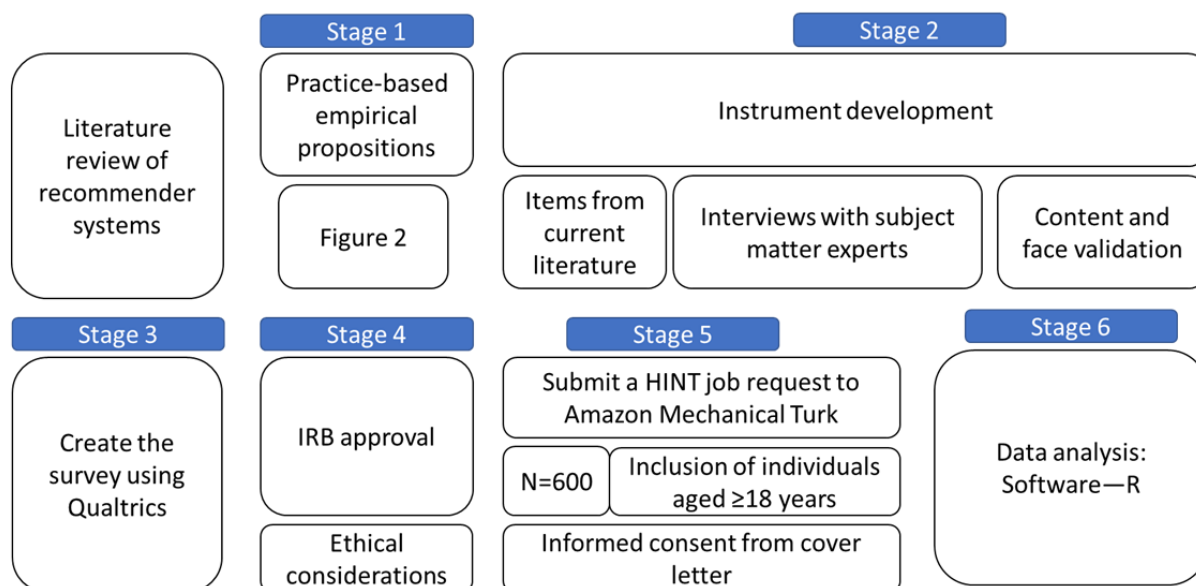 Stage 1
Stage 2
Literature
review of
recommender
systems
Practice-based
empirical
propositions
Figure 2
Instrument development
Items from
current
literature
Interviews with subject
matter experts
Content and
face validation
Stage 3
Stage 4
Stage 5
Stage 6
Create the
survey using
Qualtrics
IRB approval
Ethical
considerations
Submit a HINT job request to
Amazon Mechanical Turk
N=600
Inclusion of individuals
aged ≥18 years
Informed consent from cover
letter
Data analysis:
Software—R